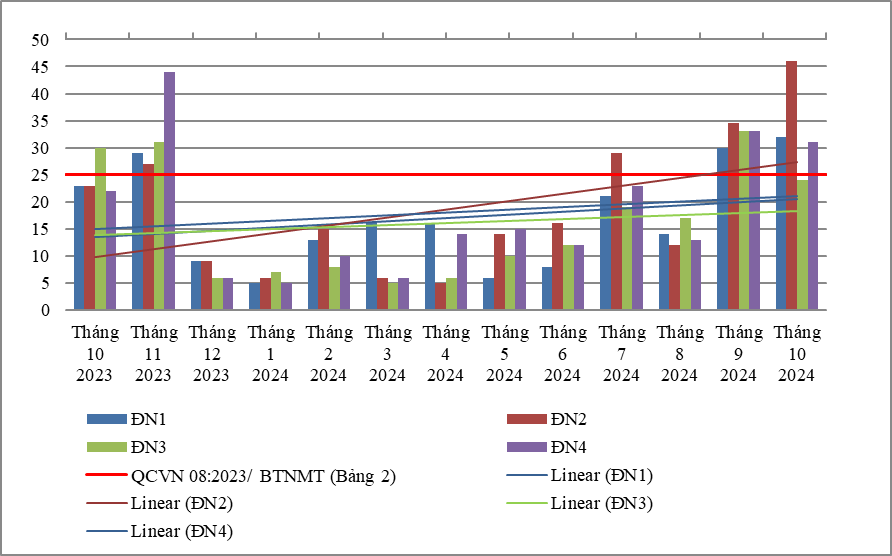 50
45
40
35
30
25
20
15
10
5
0
Tháng Tháng Tháng Tháng Tháng Tháng Tháng Tháng Tháng Tháng Tháng Tháng Tháng
10 11 12 1 2 3 4 5 6 7 8 9 10
2023 2023 2023 2024 2024 2024 2024 2024 2024 2024 2024 2024 2024
ĐN1 ĐN2
ĐN3 ĐN4
QCVN 08:2023/ BTNMT (Bảng 2) Linear (ĐN1)
Linear (ĐN2) Linear (ĐN3)
Linear (ĐN4)